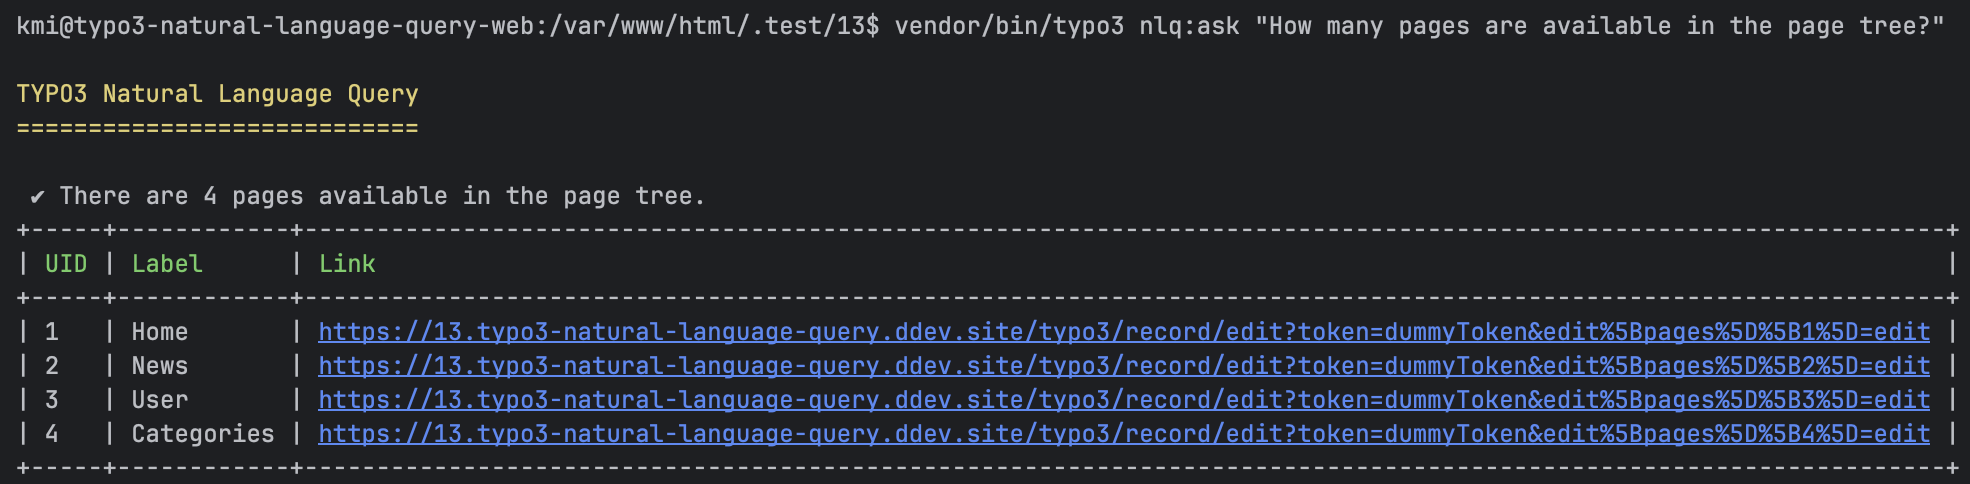 kmi@typo3-natural-language-query-web:/var/www/html/.test/13$ vendor/bin/typo3 nlq:ask "How many pages are available in the page tree?"
TYPO3 Natural Language Query
============================
✔ There are 4 pages available in the page tree.
+-----+------------+------------------------------------------------------------------------------------------------------------------+
| UID | Label      | Link                                                                                                             |
+-----+------------+------------------------------------------------------------------------------------------------------------------+
| 1   | Home       | https://13.typo3-natural-language-query.ddev.site/typo3/record/edit?token=dummyToken&edit%5Bpages%5D%5B1%5D=edit |
| 2   | News       | https://13.typo3-natural-language-query.ddev.site/typo3/record/edit?token=dummyToken&edit%5Bpages%5D%5B2%5D=edit |
| 3   | User       | https://13.typo3-natural-language-query.ddev.site/typo3/record/edit?token=dummyToken&edit%5Bpages%5D%5B3%5D=edit |
| 4   | Categories | https://13.typo3-natural-language-query.ddev.site/typo3/record/edit?token=dummyToken&edit%5Bpages%5D%5B4%5D=edit |
+-----+------------+------------------------------------------------------------------------------------------------------------------+